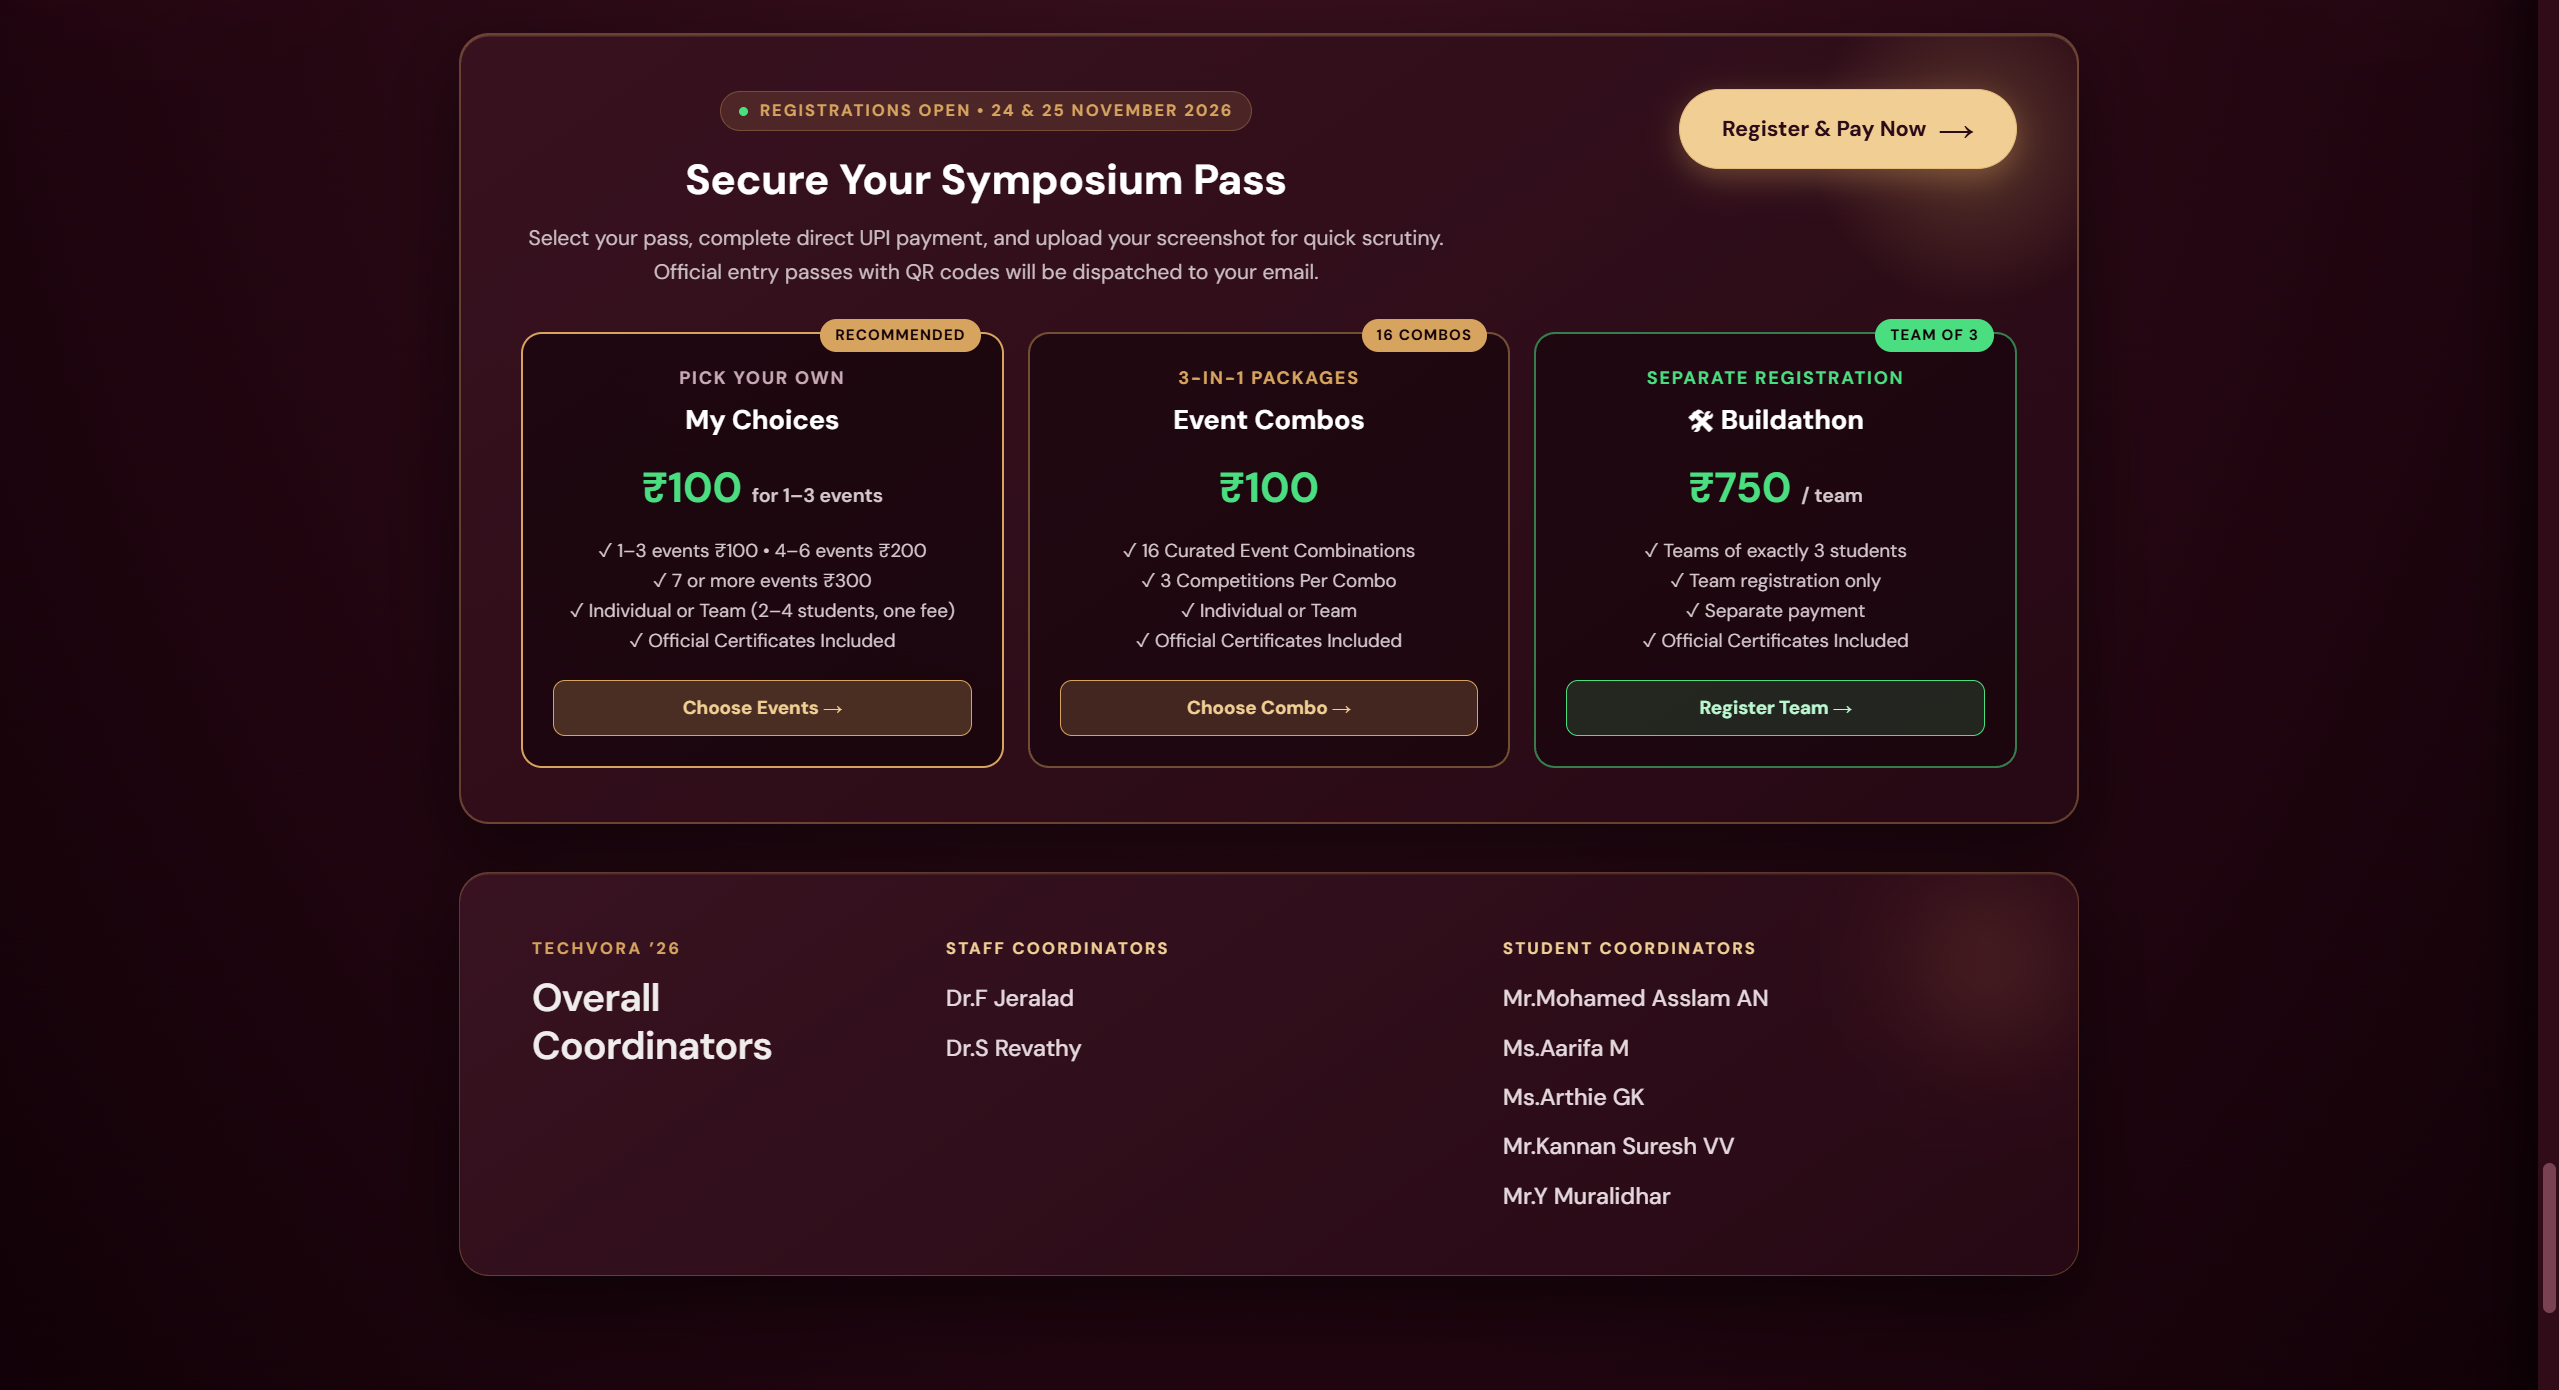 REGISTRATIONS OPEN • 24 & 25 NOVEMBER 2026
Register & Pay Now →
Secure Your Symposium Pass
Select your pass, complete direct UPI payment, and upload your screenshot for quick scrutiny.
Official entry passes with QR codes will be dispatched to your email.
RECOMMENDED
PICK YOUR OWN
My Choices
₹100 for 1–3 events
✓ 1–3 events ₹100 • 4–6 events ₹200
✓ 7 or more events ₹300
✓ Individual or Team (2–4 students, one fee)
✓ Official Certificates Included
Choose Events →
16 COMBOS
3-IN-1 PACKAGES
Event Combos
₹100
✓ 16 Curated Event Combinations
✓ 3 Competitions Per Combo
✓ Individual or Team
✓ Official Certificates Included
Choose Combo →
TEAM OF 3
SEPARATE REGISTRATION
🛠 Buildathon
₹750 / team
✓ Teams of exactly 3 students
✓ Team registration only
✓ Separate payment
✓ Official Certificates Included
Register Team →
TECHVORA ’26
Overall
Coordinators
STAFF COORDINATORS
Dr.F Jeralad
Dr.S Revathy
STUDENT COORDINATORS
Mr.Mohamed Asslam AN
Ms.Aarifa M
Ms.Arthie GK
Mr.Kannan Suresh VV
Mr.Y Muralidhar